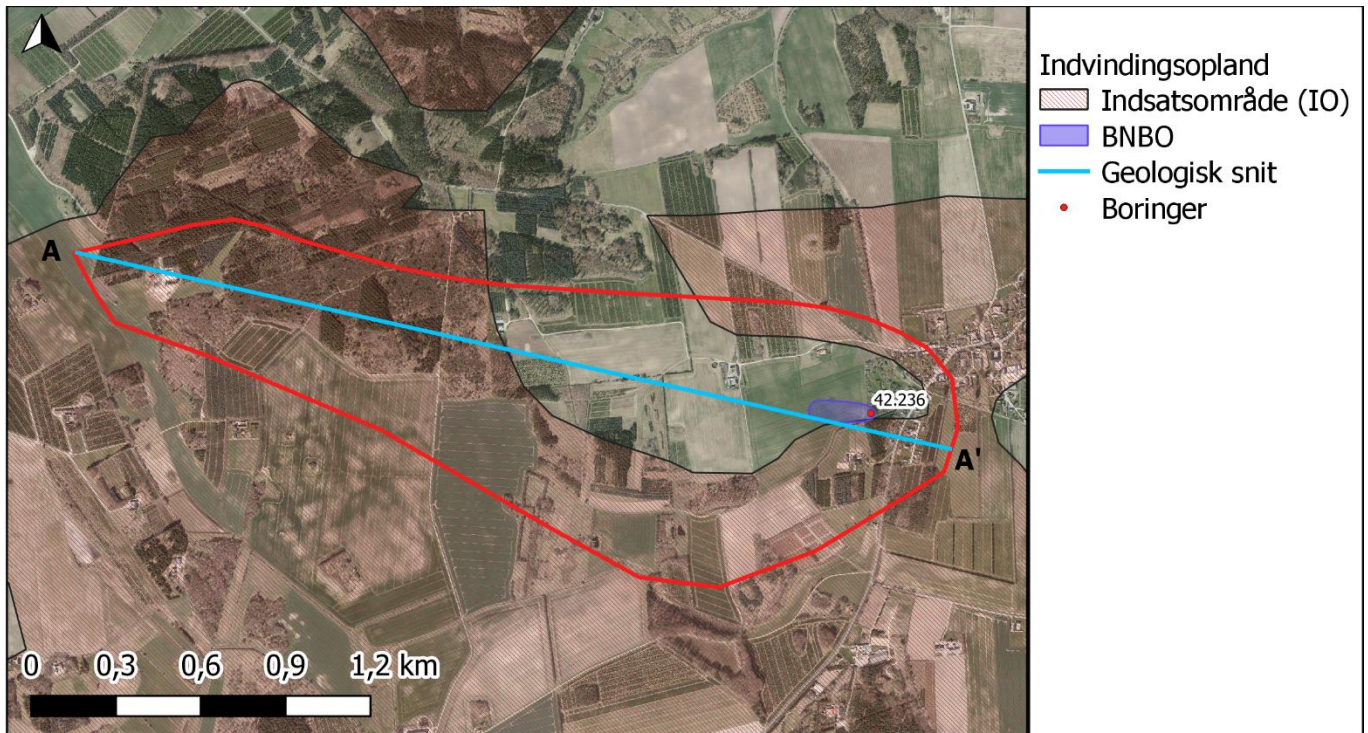 A
42.236
A'
0 0,3 0,6 0,9 1,2 km
Indvindingsopland
Indsatsområde (IO)
BNBO
Geologisk snit
Boringer